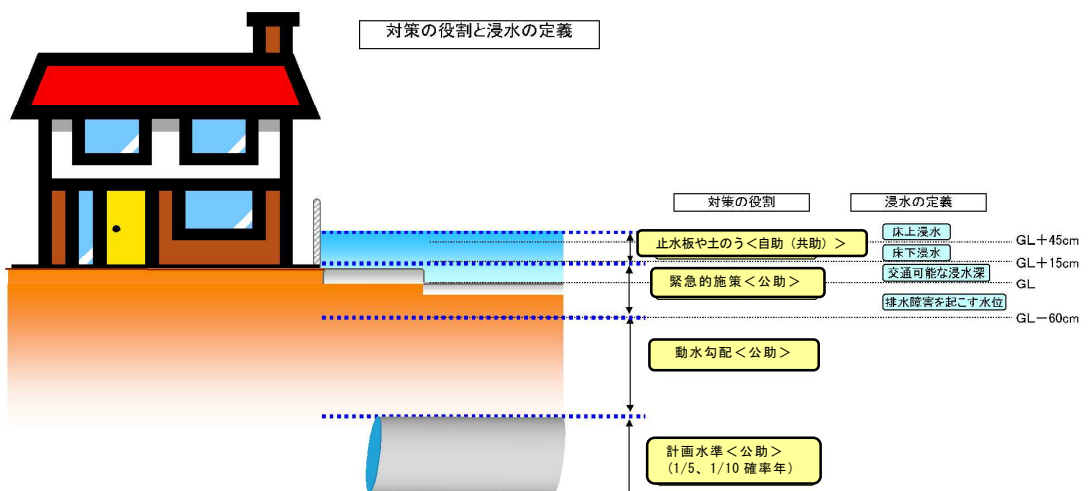 対策の役割と浸水の定義
対策の役割
浸水の定義
止水板や土のう＜自助（共助）＞
床上浸水
GL＋45cm
床下浸水
GL＋15cm
緊急的施策＜公助＞
交通可能な浸水深
GL
排水障害を起こす水位
GL－60cm
動水勾配＜公助＞
計画水準＜公助＞
（1/5、1/10 確率年）